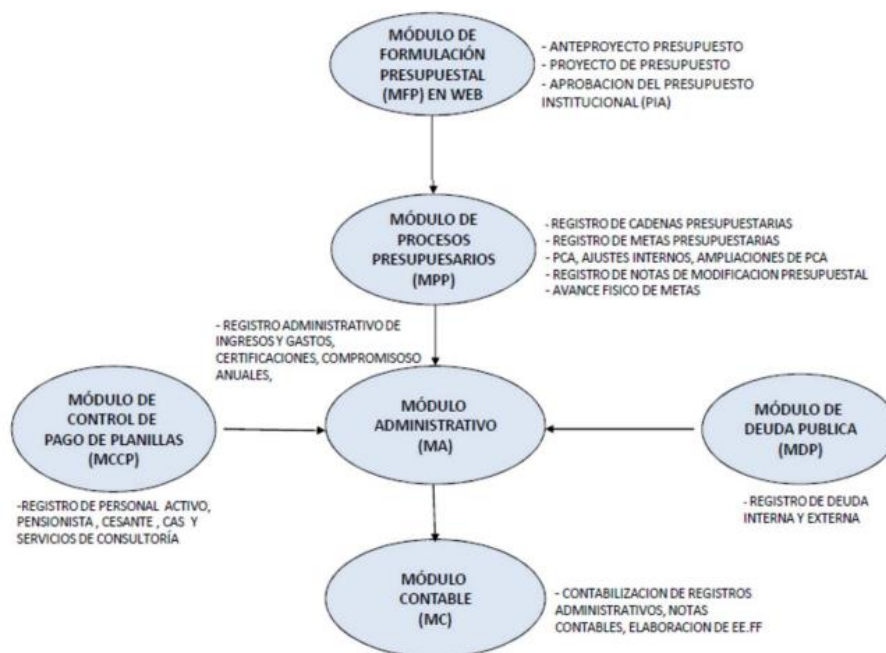 MÓDULO DE
FORMULACIÓN
PRESUPUESTAL
(MFP) EN WEB
- ANTEPROYECTO PRESUPUESTO
- PROYECTO DE PRESUPUESTO
- APROBACION DEL PRESUPUESTO
INSTITUCIONAL (PIA)
MÓDULO DE
PROCESOS
PRESUPUESARIOS
(MPP)
- REGISTRO DE CADENAS PRESUPUESTARIAS
- REGISTRO DE METAS PRESUPUESTARIAS
- PCA, AJUSTES INTERNOS, AMPLIACIONES DE PCA
- REGISTRO DE NOTAS DE MODIFICACION PRESUPUESTAL
- AVANCE FISICO DE METAS
- REGISTRO ADMINISTRATIVO DE
INGRESOS Y GASTOS,
CERTIFICACIONES, COMPROMISOSO
ANUALES,
MÓDULO DE
CONTROL DE
PAGO DE PLANILLAS
(MCCP)
MÓDULO
ADMINISTRATIVO
(MA)
MÓDULO DE
DEUDA PUBLICA
(MDP)
-REGISTRO DE PERSONAL ACTIVO,
PENSIONISTA , CESANTE , CAS Y
SERVICIOS DE CONSULTORÍA
- REGISTRO DE DEUDA
INTERNA Y EXTERNA
MÓDULO
CONTABLE
(MC)
- CONTABILIZACION DE REGISTROS
ADMINISTRATIVOS, NOTAS
CONTABLES, ELABORACION DE EE.FF